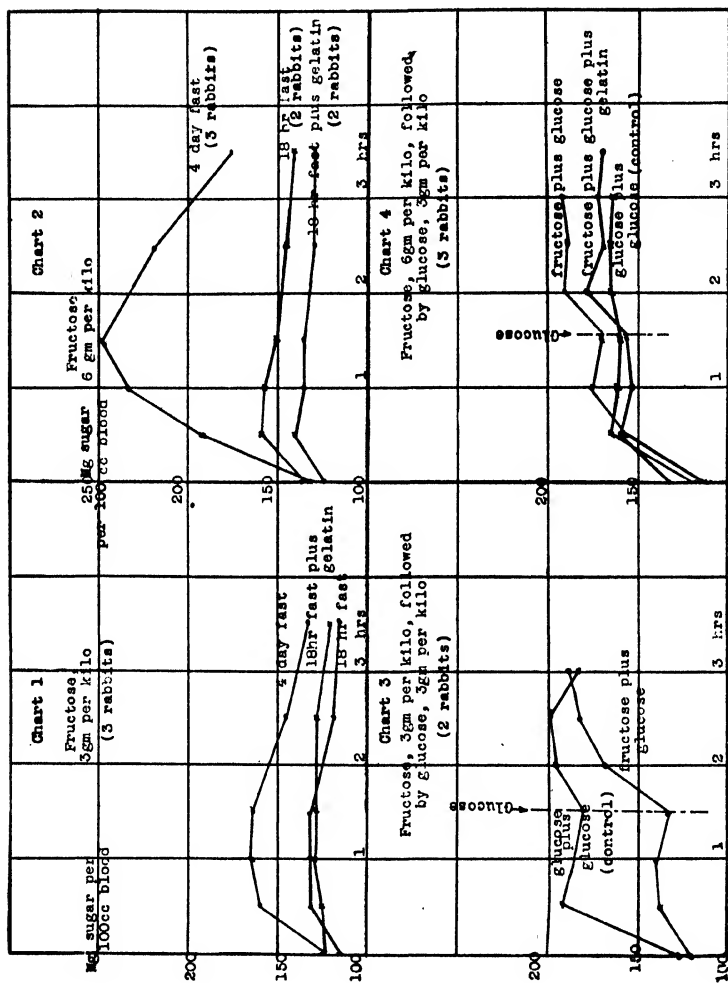 Chart 1
Fructose
3gm per kilo
(3 rabbits)
Mg sugar per
100cc blood
200
150
100
4 day fast
18hr fast plus
gelatin
18 hr fast
1
2
3 hrs
Chart 2
Fructose
6 gm per kilo
Mg sugar
per 100 cc blood
250
200
150
100
4 day fast
(3 rabbits)
18 hr fast
(2 rabbits)
18 hr fast plus gelatin
(2 rabbits)
1
2
3 hrs
Chart 3
Fructose, 3gm per kilo, followed
by glucose, 3gm per kilo
(2 rabbits)
200
150
100
Glucose
glucose
plus
glucose
(control)
fructose plus
glucose
1
2
3 hrs
Chart 4
Fructose, 6gm per kilo, followed
by glucose, 3gm per kilo
(3 rabbits)
200
150
Glucose
fructose plus glucose
fructose plus glucose plus
gelatin
glucose plus
glucose (control)
1
2
3 hrs